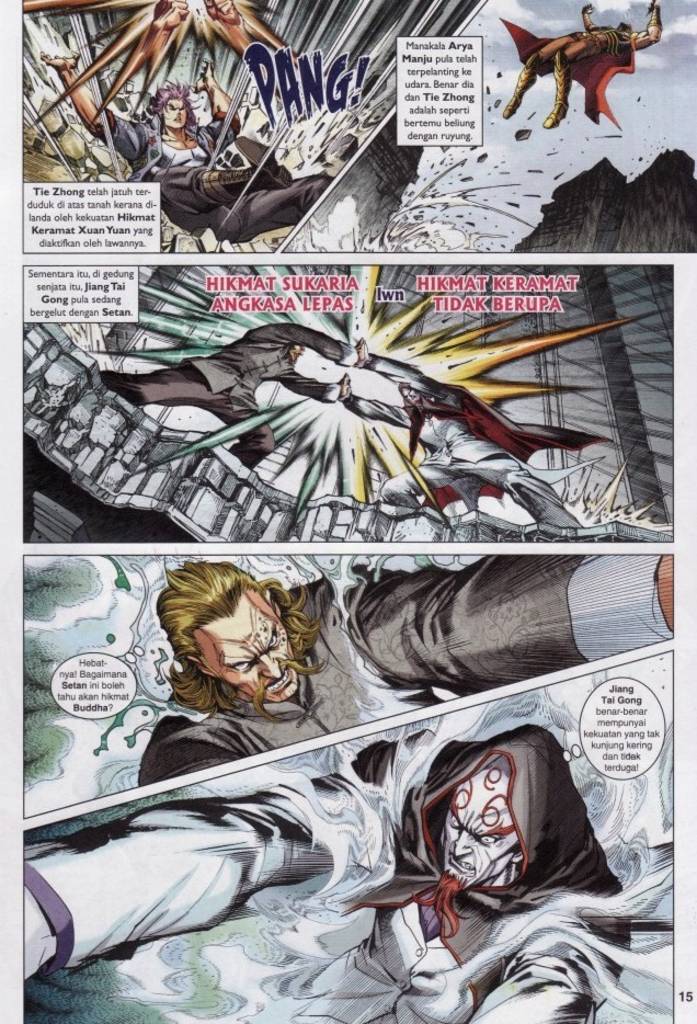 PANG!
Manakala Arya
Manju pula telah
terpelanting ke
udara. Benar dia
dan Tie Zhong
adalah seperti
bertemu beliung
dengan ruyung.
Tie Zhong telah jatuh ter-
duduk di atas tanah kerana di-
landa oleh kekuatan Hikmat
Keramat XuanYuan yang
diaktifkan oleh lawannya.
Sementara itu, di gedung
senjata itu, Jiang Tai
Gong pula sedang
bergelut dengan Setan.
HIKMAT SUKARIA
ANGKASA LEPAS
lwn
HIKMAT KERAMAT
TIDAK BERUPA
Hebat-
nya! Bagaimana
Setan ini boleh
tahu akan hikmat
Buddha?
Jiang
Tai Gong
benar-benar
mempunyai
kekuatan yang tak
kunjung kering
dan tidak
terduga!
15